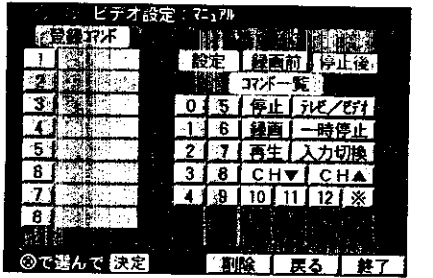 ビデオ設定:マニュアル
登録コマンド
1
2
3
4
5
6
7
8
設定 録画前 停止後
コマンド一覧
0 5 停止 テレビ/ビデオ
1 6 録画 一時停止
2 7 再生 入力切換
3 8 CH▼ CH▲
4 9 10 11 12 ※
で選んで 決定 削除 戻る 終了